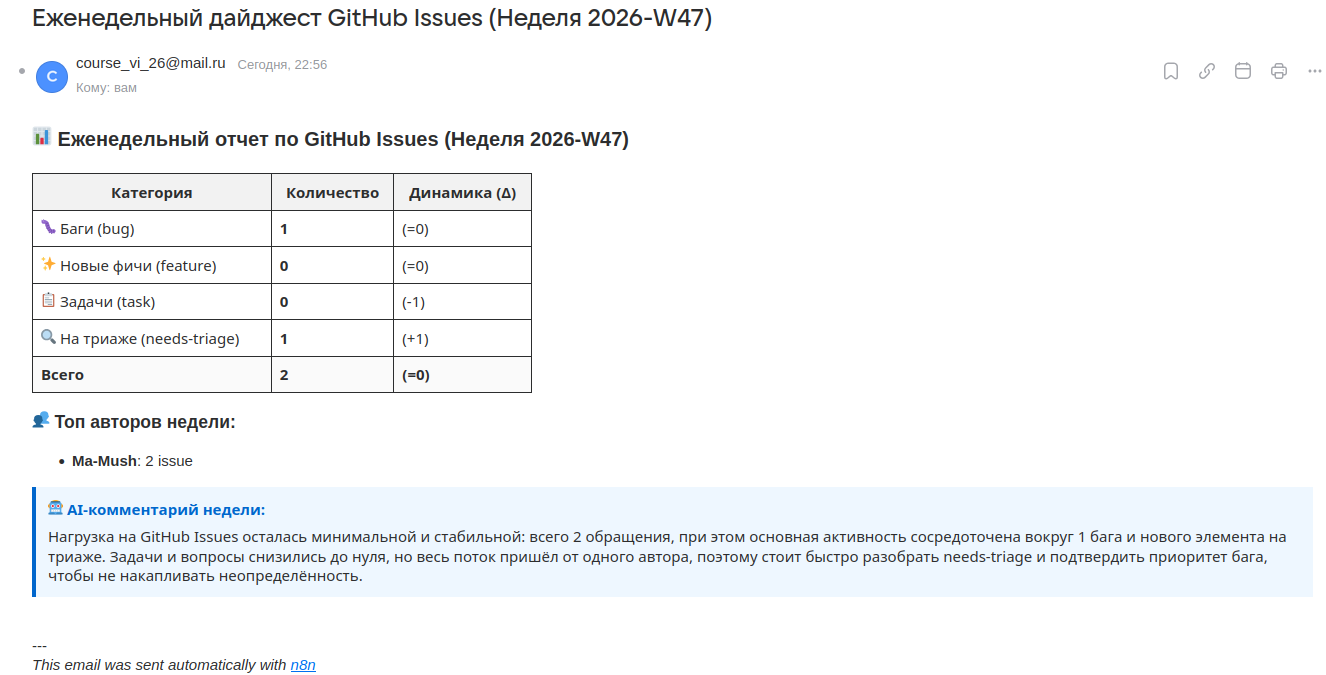 Еженедельный дайджест GitHub Issues (Неделя 2026-W47)
C
course_vi_26@mail.ru Сегодня, 22:56
Кому: вам
Еженедельный отчет по GitHub Issues (Неделя 2026-W47)
Категория Количество Динамика (Δ)
Баги (bug) 1 (=0)
Новые фичи (feature) 0 (=0)
Задачи (task) 0 (-1)
На триаже (needs-triage) 1 (+1)
Всего 2 (=0)
Топ авторов недели:
• Ma-Mush: 2 issue
AI-комментарий недели:
Нагрузка на GitHub Issues осталась минимальной и стабильной: всего 2 обращения, при этом основная активность сосредоточена вокруг 1 бага и нового элемента на
триаже. Задачи и вопросы снизились до нуля, но весь поток пришёл от одного автора, поэтому стоит быстро разобрать needs-triage и подтвердить приоритет бага,
чтобы не накапливать неопределённость.
---
This email was sent automatically with n8n